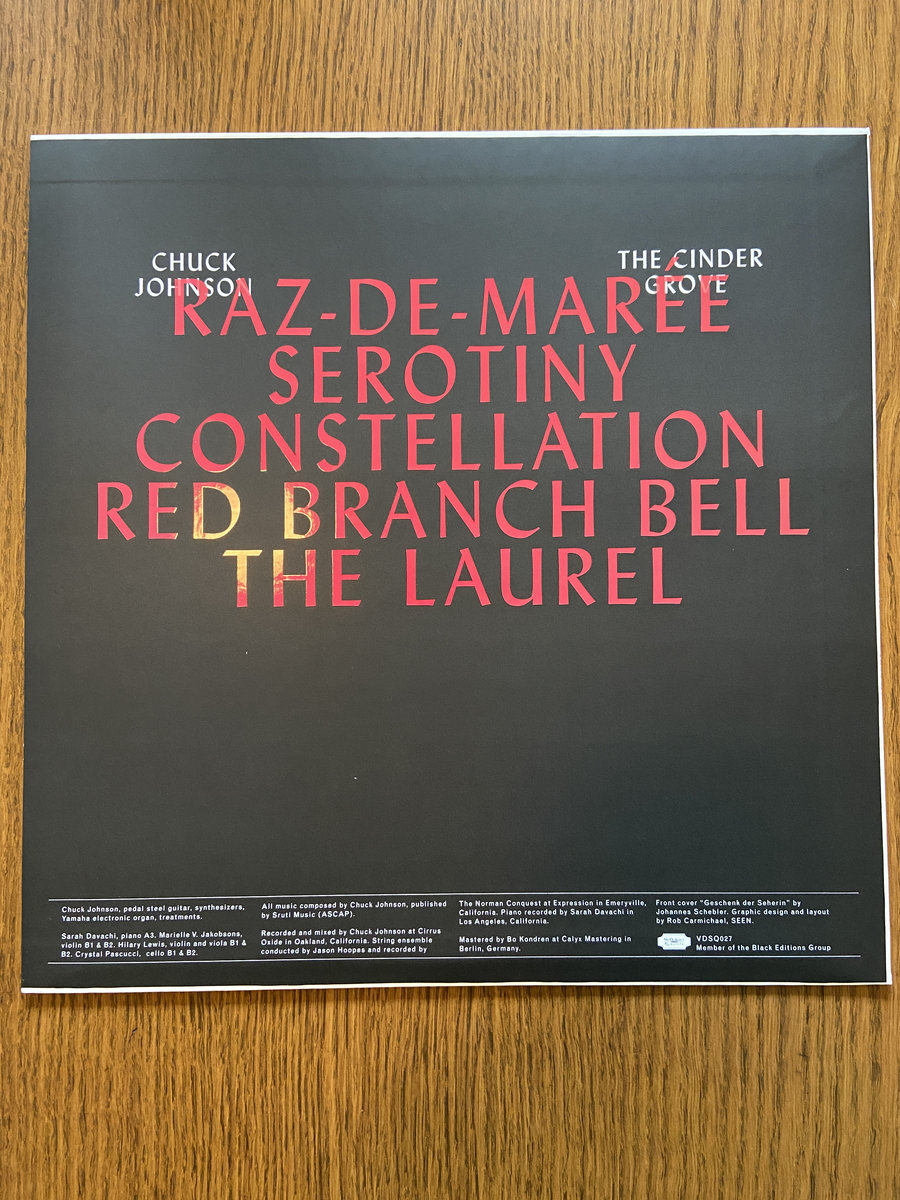 CHUCK
JOHNSON
THE CINDER
GROVE
RAZ-DE-MARÉE
SEROTINY
CONSTELLATION
RED BRANCH BELL
THE LAUREL
Chuck Johnson, pedal steel guitar, synthesizers,
Yamaha electronic organ, treatments.
Sarah Davachi, piano A3. Marielle V. Jakobsons,
violin B1 & B2. Hilary Lewis, violin and viola B1 &
B2. Crystal Pascucci, cello B1 & B2.
All music composed by Chuck Johnson, published
by Sruti Music (ASCAP).
Recorded and mixed by Chuck Johnson at Cirrus
Oxide in Oakland, California. String ensemble
conducted by Jason Hoopes and recorded by
The Norman Conquest at Expression in Emeryville,
California. Piano recorded by Sarah Davachi in
Los Angeles, California.
Mastered by Bo Kondren at Calyx Mastering in
Berlin, Germany.
Front cover "Geschenk der Seherin" by
Johannes Schebler. Graphic design and layout
by Rob Carmichael, SEEN.
VDSQ027
Member of the Black Editions Group